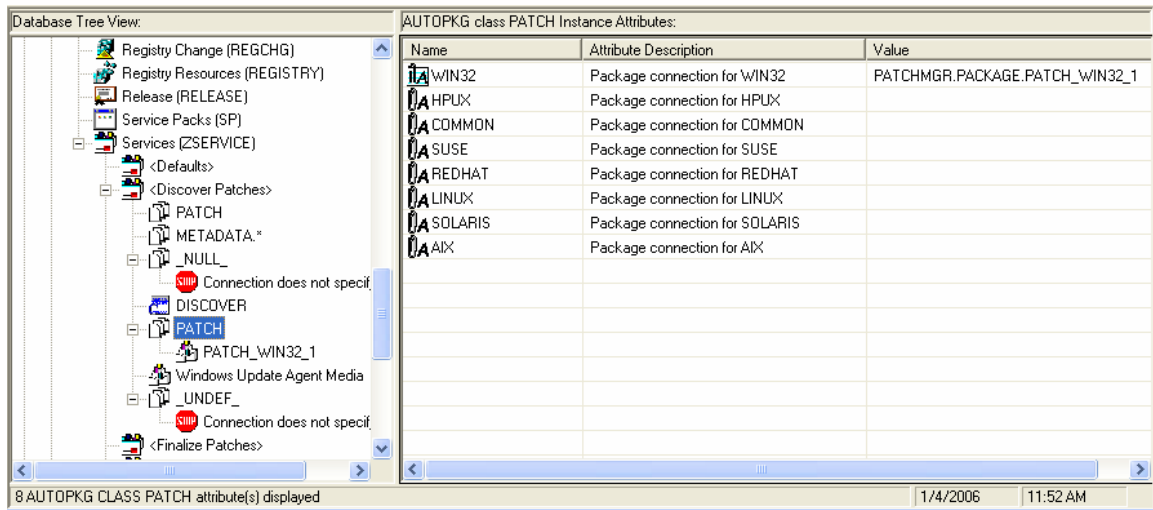 Database Tree View:
AUTOPKG class PATCH Instance Attributes:
Registry Change (REGCHG)
Registry Resources (REGISTRY)
Release (RELEASE)
Service Packs (SP)
Services (ZSERVICE)
<Defaults>
<Discover Patches>
PATCH
METADATA.*
_NULL_
STOP Connection does not specif
DISCOVER
PATCH
PATCH_WIN32_1
Windows Update Agent Media
_UNDEF_
STOP Connection does not specif
<Finalize Patches>
Name Attribute Description Value
WIN32 Package connection for WIN32 PATCHMGR.PACKAGE.PATCH_WIN32_1
HPUX Package connection for HPUX
COMMON Package connection for COMMON
SUSE Package connection for SUSE
REDHAT Package connection for REDHAT
LINUX Package connection for LINUX
SOLARIS Package connection for SOLARIS
AIX Package connection for AIX
8 AUTOPKG CLASS PATCH attribute(s) displayed 1/4/2006 11:52 AM